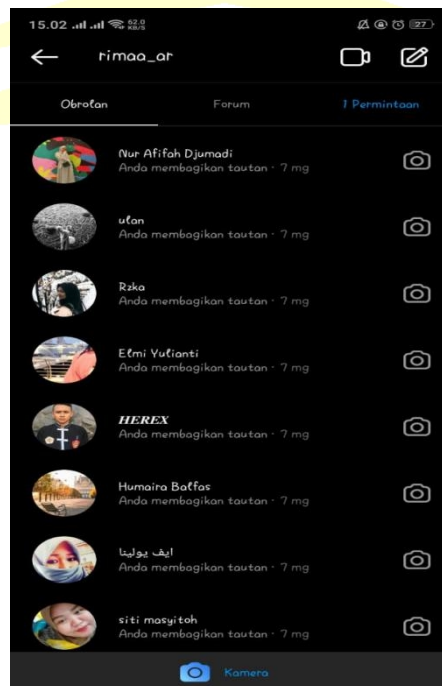 15.02 62.0 KB/S 27
rimaa_ar
Obrolan Forum 1 Permintaan
Nur Afifah Djumadi
Anda membagikan tautan · 7 mg
ulan
Anda membagikan tautan · 7 mg
Rzka
Anda membagikan tautan · 7 mg
Elmi Yulianti
Anda membagikan tautan · 7 mg
HEREX
Anda membagikan tautan · 7 mg
Humaira Balfas
Anda membagikan tautan · 7 mg
ايف يولينا
Anda membagikan tautan · 7 mg
siti masyitoh
Anda membagikan tautan · 7 mg
Kamera